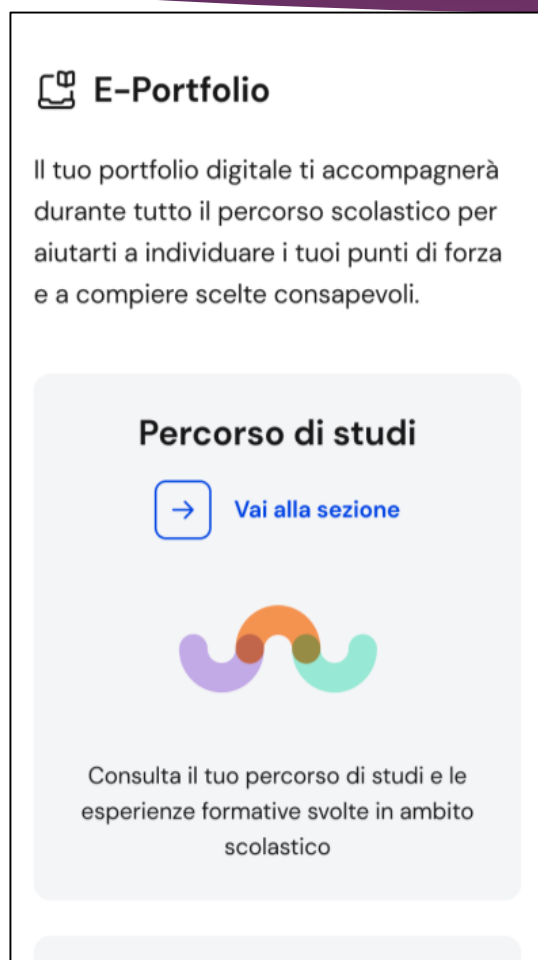 E-Portfolio
Il tuo portfolio digitale ti accompagnerà
durante tutto il percorso scolastico per
aiutarti a individuare i tuoi punti di forza
e a compiere scelte consapevoli.
Percorso di studi
Vai alla sezione
Consulta il tuo percorso di studi e le
esperienze formative svolte in ambito
scolastico